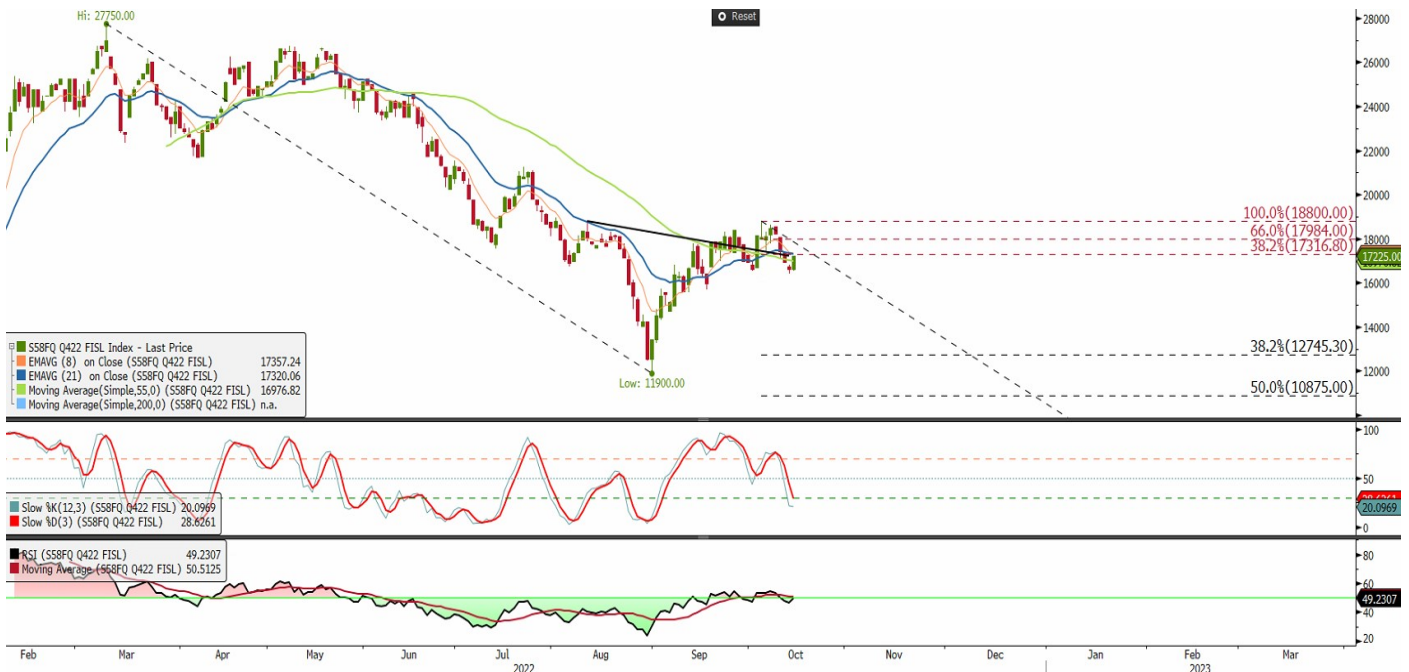 Reset
Hi: 27750.00
28000
26000
24000
22000
20000
100.0%(18800.00)
66.0%(17984.00)
18000
38.2%(17316.80)
17225.00
16000
14000
38.2%(12745.30)
12000
Low: 11900.00
50.0%(10875.00)
S58FQ Q422 FISL Index - Last Price
EMAVG (8) on Close (S58FQ Q422 FISL) 17357.24
EMAVG (21) on Close (S58FQ Q422 FISL) 17320.06
Moving Average(Simple,55,0) (S58FQ Q422 FISL) 16976.82
Moving Average(Simple,200,0) (S58FQ Q422 FISL) n.a.
100
50
20.0969
0
Slow %K(12,3) (S58FQ Q422 FISL) 20.0969
Slow %D(3) (S58FQ Q422 FISL) 28.6261
RSI (S58FQ Q422 FISL) 49.2307
Moving Average (S58FQ Q422 FISL) 50.5125
80
60
49.2307
40
20
Feb Mar Apr May Jun Jul Aug Sep Oct Nov Dec Jan Feb Mar
2022 2023